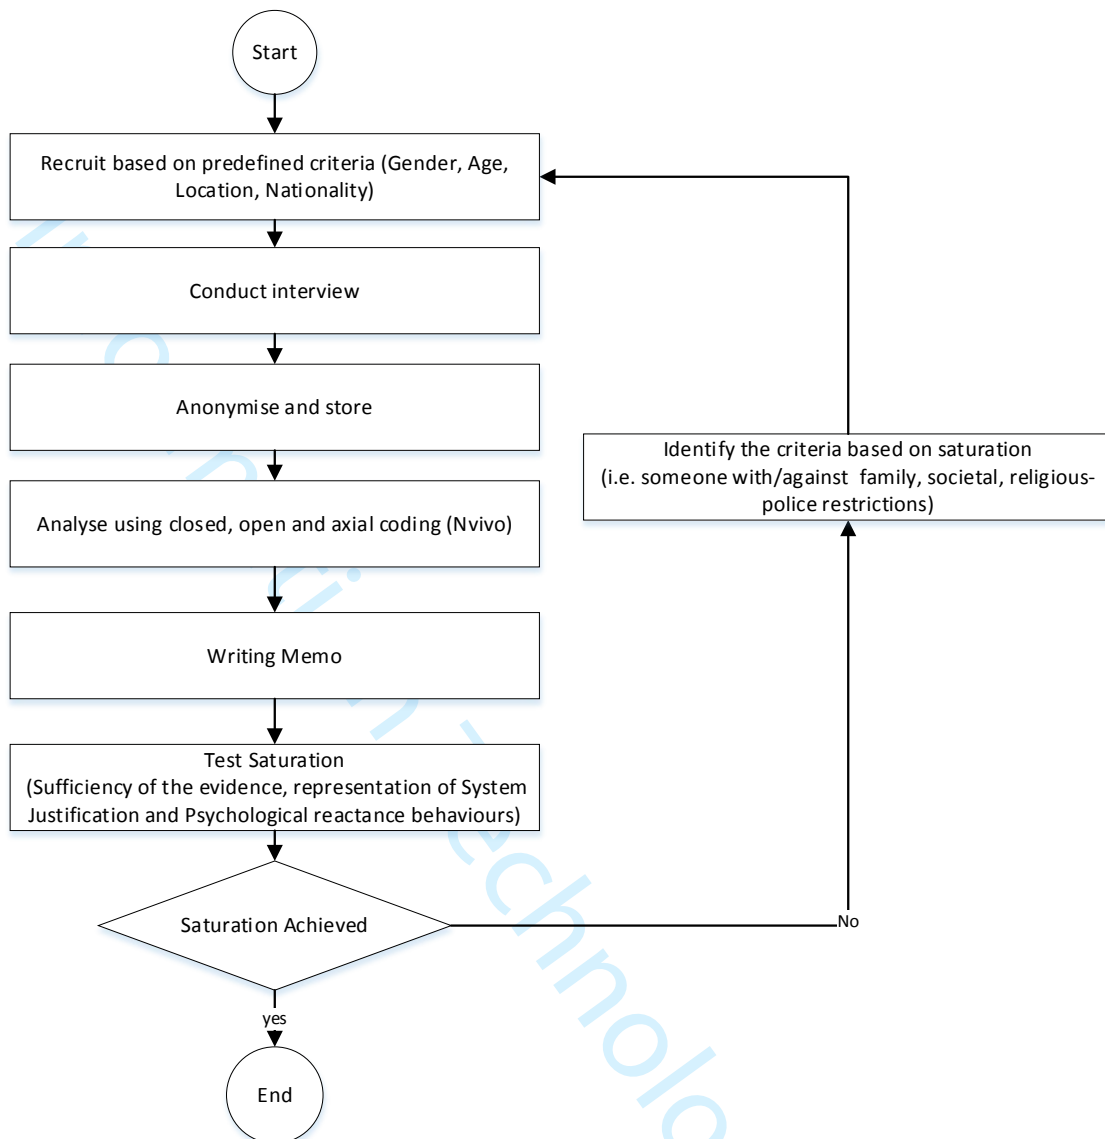 Start
Recruit based on predefined criteria (Gender, Age,
Location, Nationality)
Conduct interview
Anonymise and store
Analyse using closed, open and axial coding (Nvivo)
Writing Memo
Test Saturation
(Sufficiency of the evidence, representation of System
Justification and Psychological reactance behaviours)
Saturation Achieved
No
Identify the criteria based on saturation
(i.e. someone with/against  family, societal, religious-
police restrictions)
yes
End